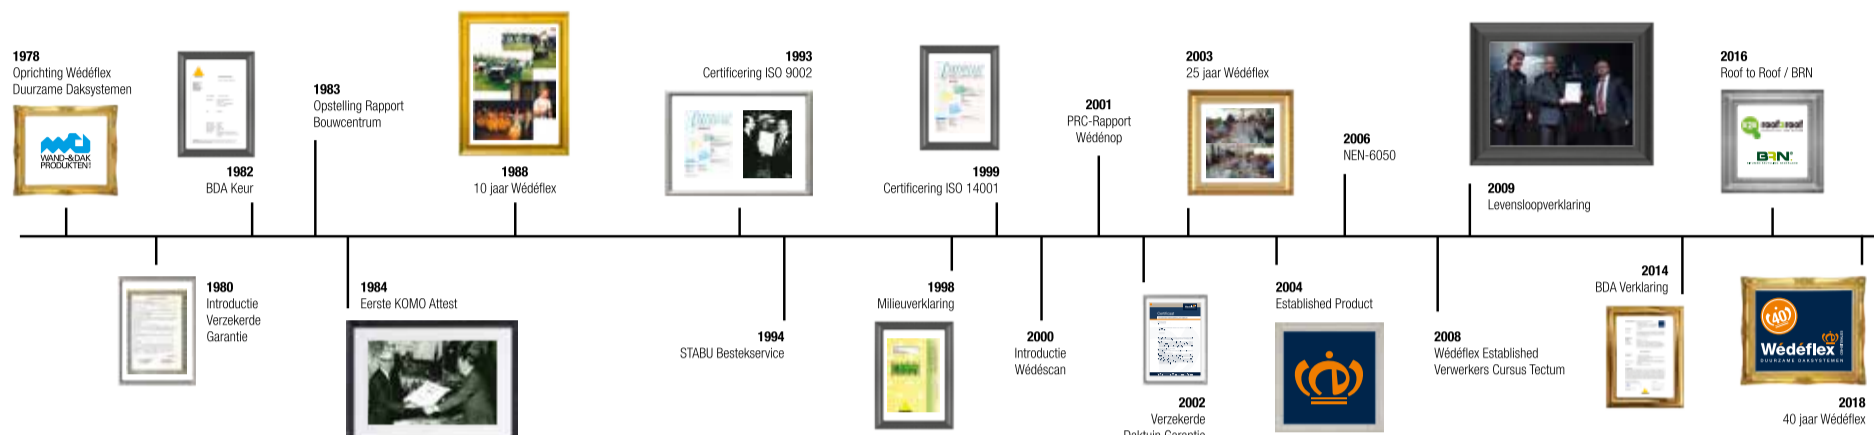 1978
Oprichting Wédéflex
Duurzame Daksystemen
WAND-&DAK
PRODUKTEN
1980
Introductie
Verzekerde
Garantie
1982
BDA Keur
1983
Opstelling Rapport
Bouwcentrum
1984
Eerste KOMO Attest
1988
10 jaar Wédéflex
1993
Certificering ISO 9002
1994
STABU Bestekservice
1998
Milieuverklaring
1999
Certificering ISO 14001
2000
Introductie
Wédéscan
2001
PRC-Rapport
Wédénop
2002
Verzekerde
Daktuin Garantie
2003
25 jaar Wédéflex
2004
Established Product
2006
NEN-6050
2008
Wédéflex Established
Verwerkers Cursus Tectum
2009
Levensloopverklaring
2014
BDA Verklaring
2016
Roof to Roof / BRN
roof2roof
BRN
(40)
Wédéflex
DUURZAME DAKSYSTEMEN
2018
40 jaar Wédéflex